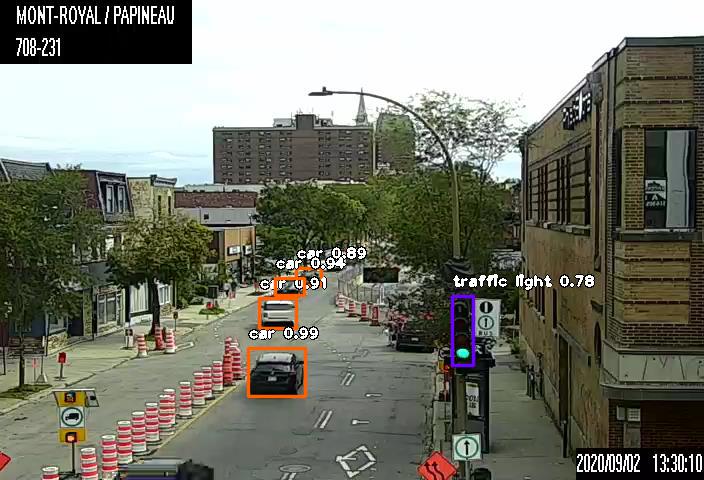 MONT-ROYAL / PAPINEAU
708-231
car 0.89
car 0.94
car 0.91
traffic light 0.78
car 0.99
BUS
2020/09/02 13:30:10